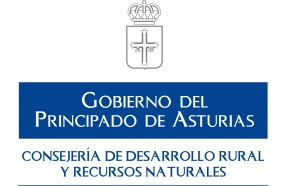 GOBIERNO DEL
PRINCIPADO DE ASTURIAS
CONSEJERÍA DE DESARROLLO RURAL
Y RECURSOS NATURALES